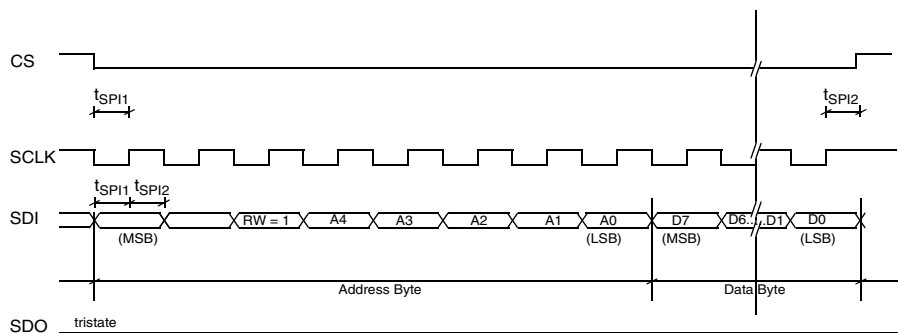 CS
tSPI1
tSPI2
SCLK
tSPI1 tSPI2
SDI RW = 1 A4 A3 A2 A1 A0 D7 D6.. ..D1 D0
(MSB) (LSB) (MSB) (LSB)
Address Byte Data Byte
SDO tristate